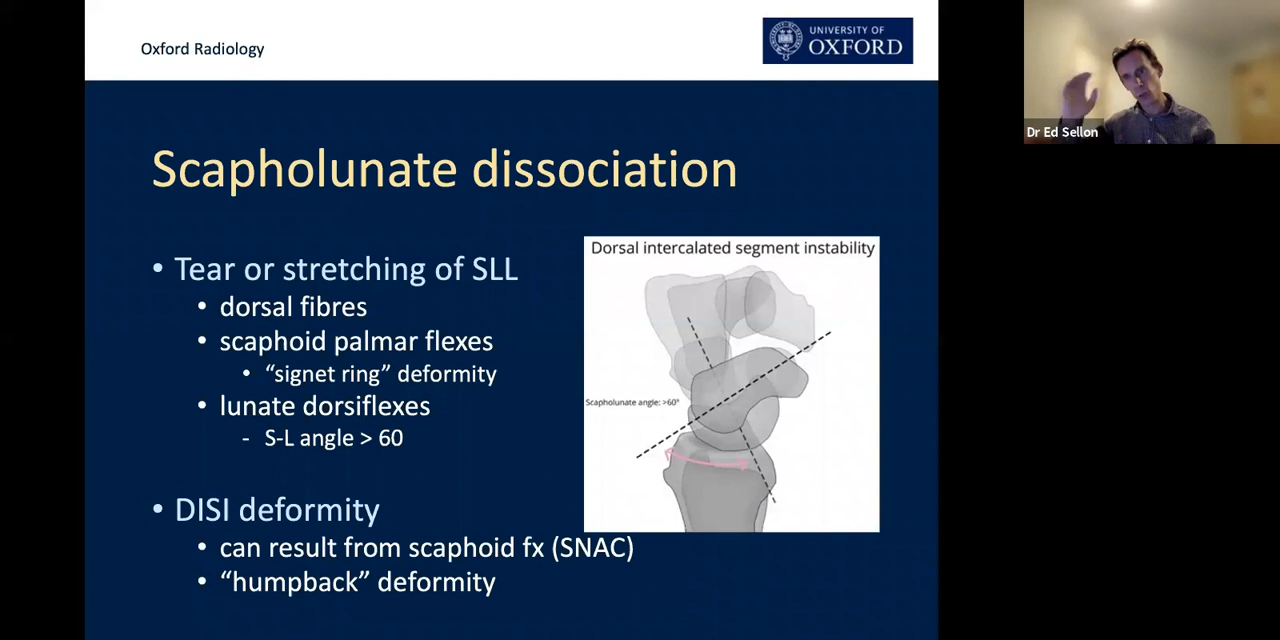 Oxford Radiology
UNIVERSITY OF
OXFORD
Dr Ed Sellon
Scapholunate dissociation
• Tear or stretching of SLL
• dorsal fibres
• scaphoid palmar flexes
• “signet ring” deformity
• lunate dorsiflexes
- S-L angle > 60
• DISI deformity
• can result from scaphoid fx (SNAC)
• “humpback” deformity
Dorsal intercalated segment instability
Scapholunate angle: >60°